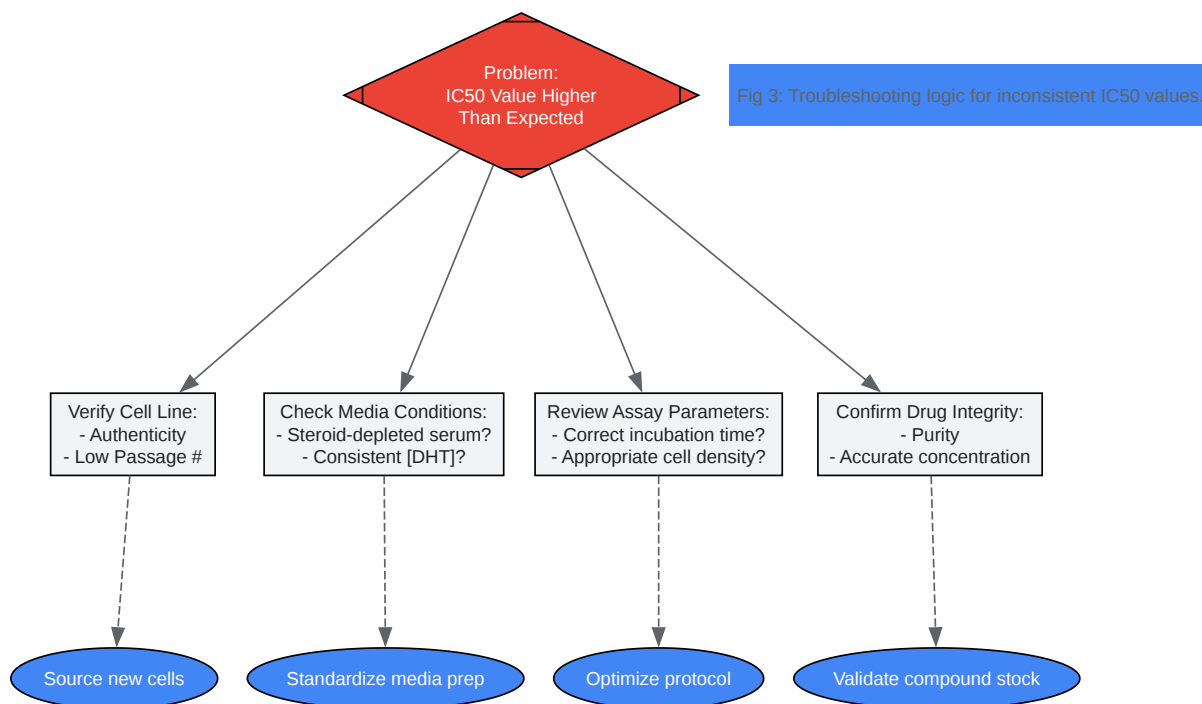 Problem:
IC50 Value Higher
Than Expected
Fig 3: Troubleshooting logic for inconsistent IC50 values.
Verify Cell Line:
- Authenticity
- Low Passage #
Check Media Conditions:
- Steroid-depleted serum?
- Consistent [DHT]?
Review Assay Parameters:
- Correct incubation time?
- Appropriate cell density?
Confirm Drug Integrity:
- Purity
- Accurate concentration
Source new cells
Standardize media prep
Optimize protocol
Validate compound stock